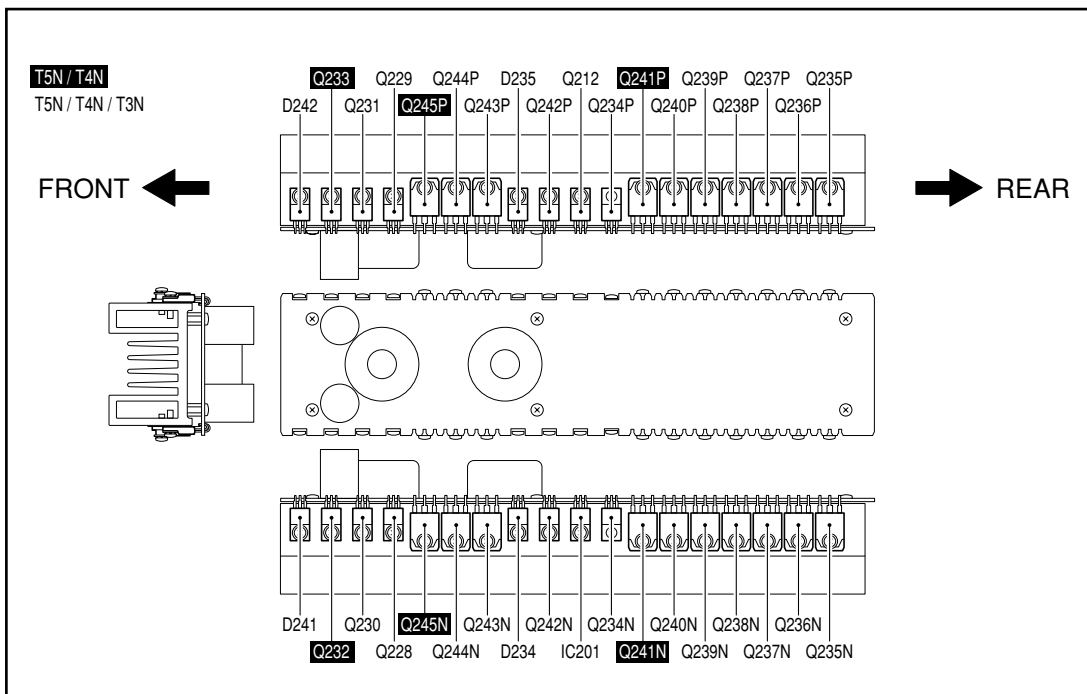 T5N / T4N
T5N / T4N / T3N
Q233 Q229 Q244P D235 Q212 Q241P Q239P Q237P Q235P
D242 Q231 Q245P Q243P Q242P Q234P Q240P Q238P Q236P
FRONT
REAR
D241 Q230 Q245N Q243N Q242N Q234N Q240N Q238N Q236N
Q232 Q228 Q244N D234 IC201 Q241N Q239N Q237N Q235N